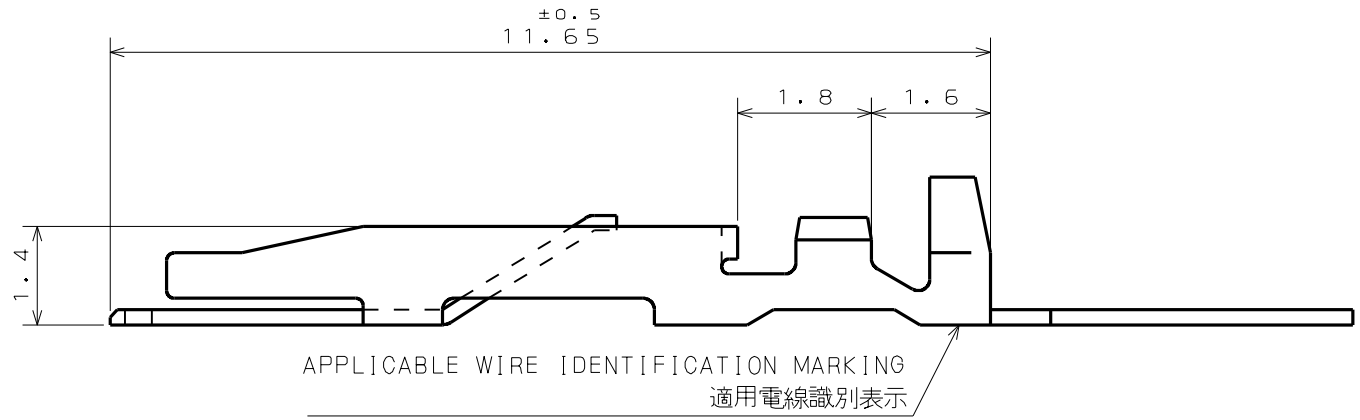 ±0.5
11.65
1.8
1.6
1.4
APPLICABLE WIRE IDENTIFICATION MARKING
適用電線識別表示